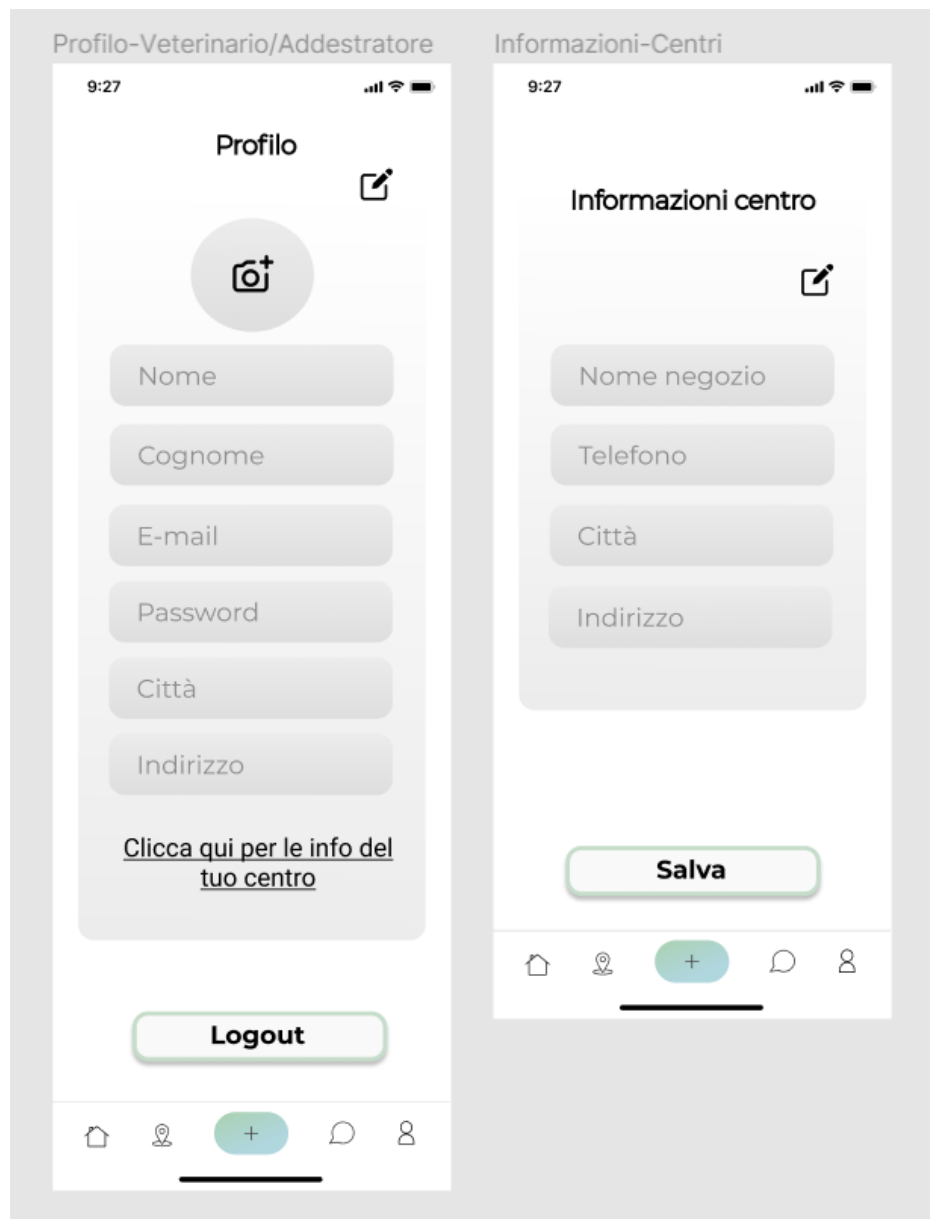 Profilo-Veterinario/Addestratore
9:27
Profilo
Nome
Cognome
E-mail
Password
Città
Indirizzo
Clicca qui per le info del
tuo centro
Logout
+
Informazioni-Centri
9:27
Informazioni centro
Nome negozio
Telefono
Città
Indirizzo
Salva
+